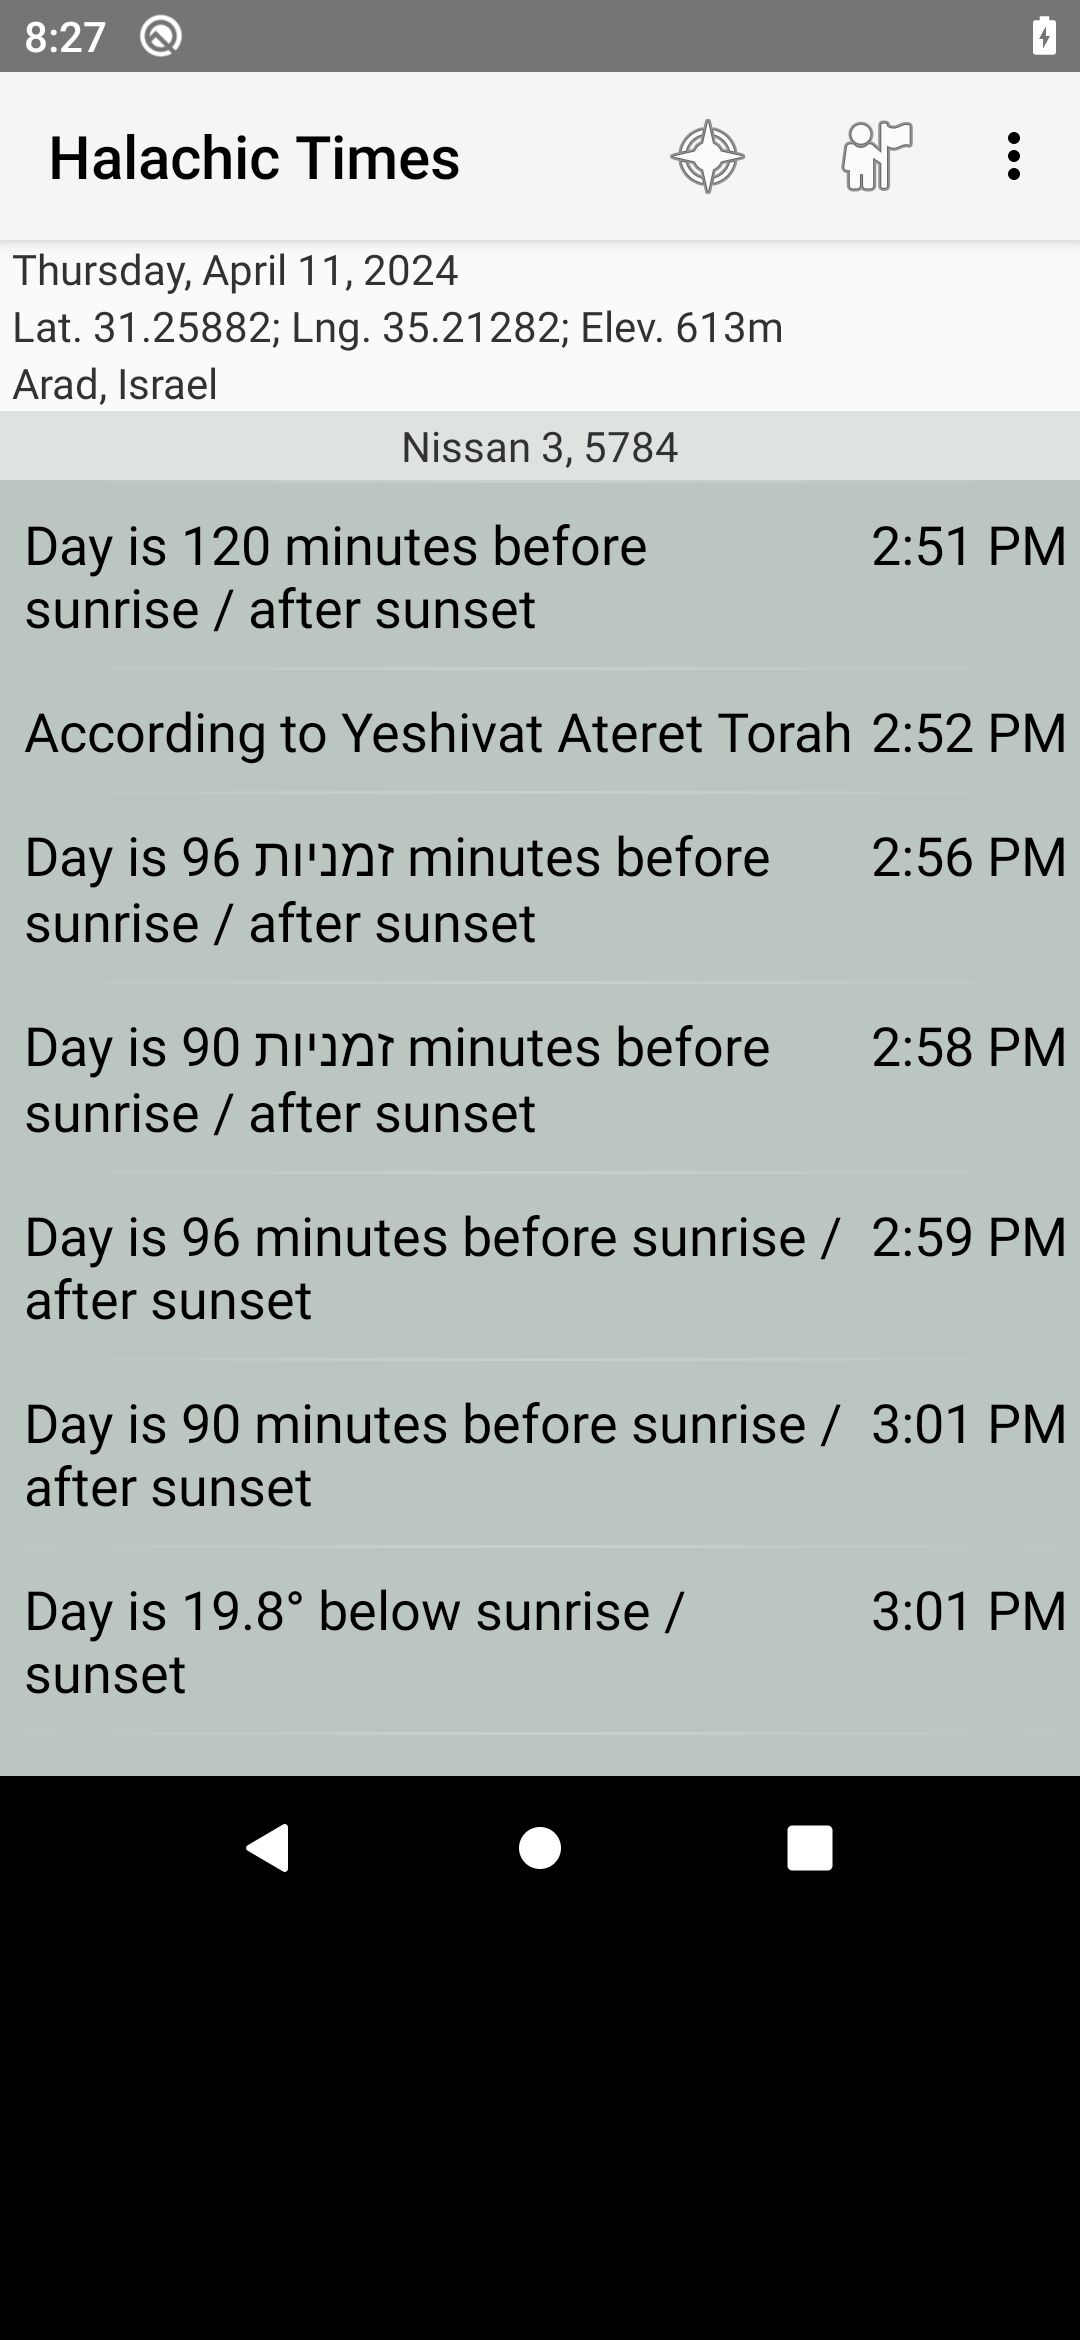 8:27
Halachic Times
Thursday, April 11, 2024
Lat. 31.25882; Lng. 35.21282; Elev. 613m
Arad, Israel
Nissan 3, 5784
Day is 120 minutes before 2:51 PM
sunrise / after sunset
According to Yeshivat Ateret Torah 2:52 PM
Day is 96 זמניות minutes before 2:56 PM
sunrise / after sunset
Day is 90 זמניות minutes before 2:58 PM
sunrise / after sunset
Day is 96 minutes before sunrise / 2:59 PM
after sunset
Day is 90 minutes before sunrise / 3:01 PM
after sunset
Day is 19.8° below sunrise / 3:01 PM
sunset